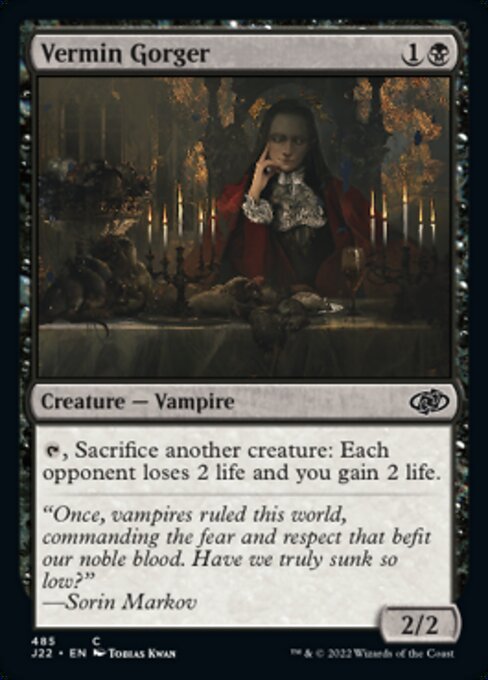 Vermin Gorger 1
Creature — Vampire
, Sacrifice another creature: Each
opponent loses 2 life and you gain 2 life.
“Once, vampires ruled this world,
commanding the fear and respect that befit
our noble blood. Have we truly sunk so
low?”
—Sorin Markov
2/2
485 C
J22 • EN Tobias Kwan
™ & © 2022 Wizards of the Coast